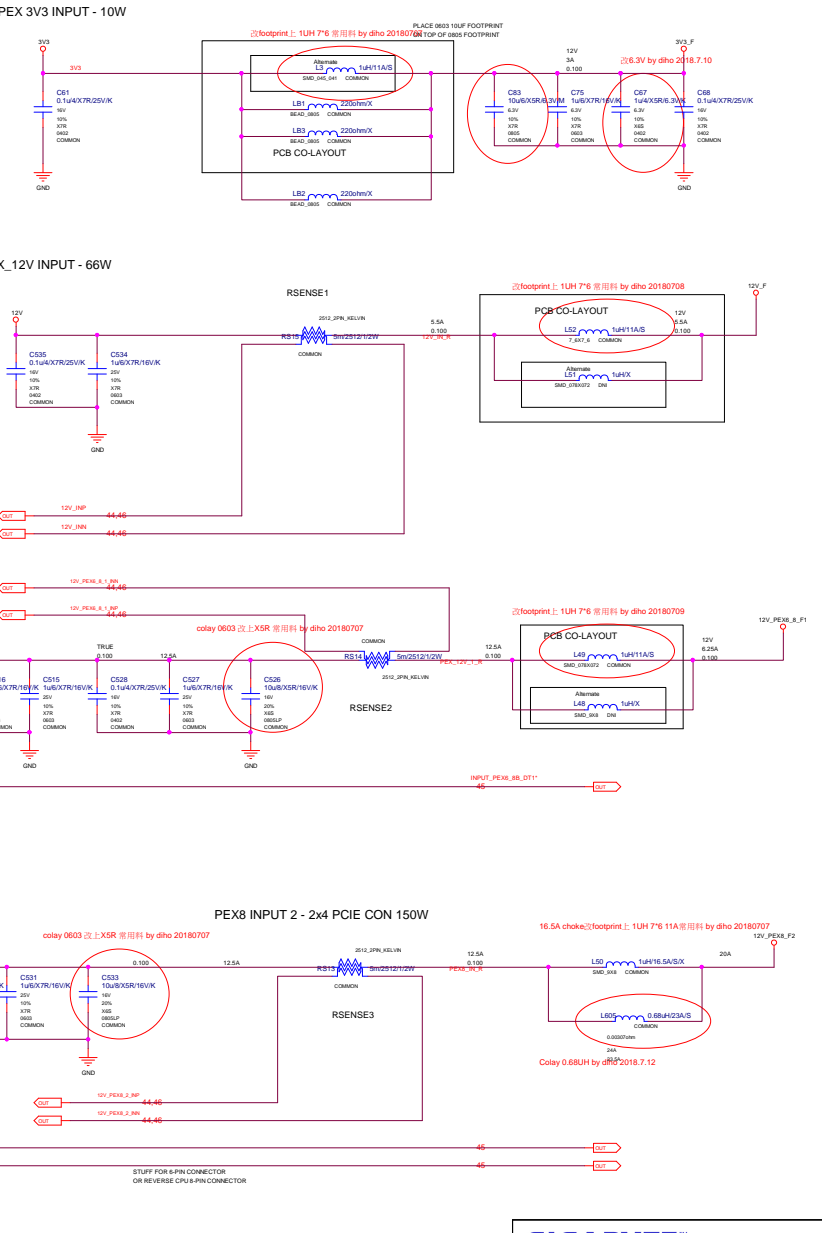 PEX 3V3 INPUT - 10W
改footprint上 1UH 7*6 常用料 by diho 20180707
PLACE 0603 10UF FOOTPRINT
ON TOP OF 0805 FOOTPRINT
3V3
3V3
Alternate
L3 1uH/11A/S
SMD_045_041 COMMON
12V
3A
0.100
改6.3V by diho 2018.7.10
3V3_F
C61
0.1u/4/X7R/25V/K
16V
10%
X7R
0402
COMMON
GND
LB1 220ohm/X
BEAD_0805 COMMON
LB3 220ohm/X
BEAD_0805 COMMON
PCB CO-LAYOUT
LB2 220ohm/X
BEAD_0805 COMMON
C83
10u/6/X5R/6.3V/M
6.3V
10%
X7R
0805
COMMON
C75
1u/6/X7R/16V/K
6.3V
10%
X7R
0603
COMMON
C67
1u/4/X5R/6.3V/K
6.3V
10%
X6S
0402
COMMON
C68
0.1u/4/X7R/25V/K
16V
10%
X7R
0402
COMMON
GND
X_12V INPUT - 66W
改footprint上 1UH 7*6 常用料 by diho 20180708
12V_F
RSENSE1
PCB CO-LAYOUT
12V
2512_2PIN_KELVIN
RS15 5m/2512/1/2W
COMMON
5.5A
0.100
12V_IN_R
12V
5.5A
0.100
L52 1uH/11A/S
7_6X7_6 COMMON
Alternate
L51 1uH/X
SMD_078X072 DNI
C535
0.1u/4/X7R/25V/K
16V
10%
X7R
0402
COMMON
C534
1u/6/X7R/16V/K
25V
10%
X7R
0603
COMMON
GND
OUT 12V_INP 44,46
OUT 12V_INN 44,46
OUT 12V_PEX6_8_1_INN 44,46
OUT 12V_PEX6_8_1_INP 44,46
改footprint上 1UH 7*6 常用料 by diho 20180709
12V_PEX6_8_F1
colay 0603 改上X5R 常用料 by diho 20180707
TRUE
0.100
12.5A
COMMON
RS14 5m/2512/1/2W
2512_2PIN_KELVIN
RSENSE2
12.5A
0.100
PEX_12V_1_R
PCB CO-LAYOUT
12V
6.25A
0.100
L49 1uH/11A/S
SMD_078X072 COMMON
Alternate
L48 1uH/X
SMD_9X8 DNI
C515
1u/6/X7R/16V/K
25V
10%
X7R
0603
COMMON
C528
0.1u/4/X7R/25V/K
16V
10%
X7R
0402
COMMON
C527
1u/6/X7R/16V/K
25V
10%
X7R
0603
COMMON
C526
10u/8/X5R/16V/K
16V
20%
X6S
0805LP
COMMON
GND
GND
INPUT_PEX6_8B_DT1*
45 OUT
PEX8 INPUT 2 - 2x4 PCIE CON 150W
colay 0603 改上X5R 常用料 by diho 20180707
16.5A choke改footprint上 1UH 7*6 11A常用料 by diho 20180707
12V_PEX8_F2
0.100
12.5A
2512_2PIN_KELVIN
RS13 5m/2512/1/2W
COMMON
RSENSE3
12.5A
0.100
PEX8_IN_R
20A
L50 1uH/16.5A/S/X
SMD_9X8 COMMON
L605 0.68uH/23A/S
COMMON
0.00307ohm
24A
Colay 0.68UH by diho 2018.7.12
C531
1u/6/X7R/16V/K
25V
10%
X7R
0603
COMMON
C533
10u/8/X5R/16V/K
16V
20%
X6S
0805LP
COMMON
GND
OUT 12V_PEX8_2_INP 44,46
OUT 12V_PEX8_2_INN 44,46
45 OUT
45 OUT
STUFF FOR 6-PIN CONNECTOR
OR REVERSE CPU 8-PIN CONNECTOR